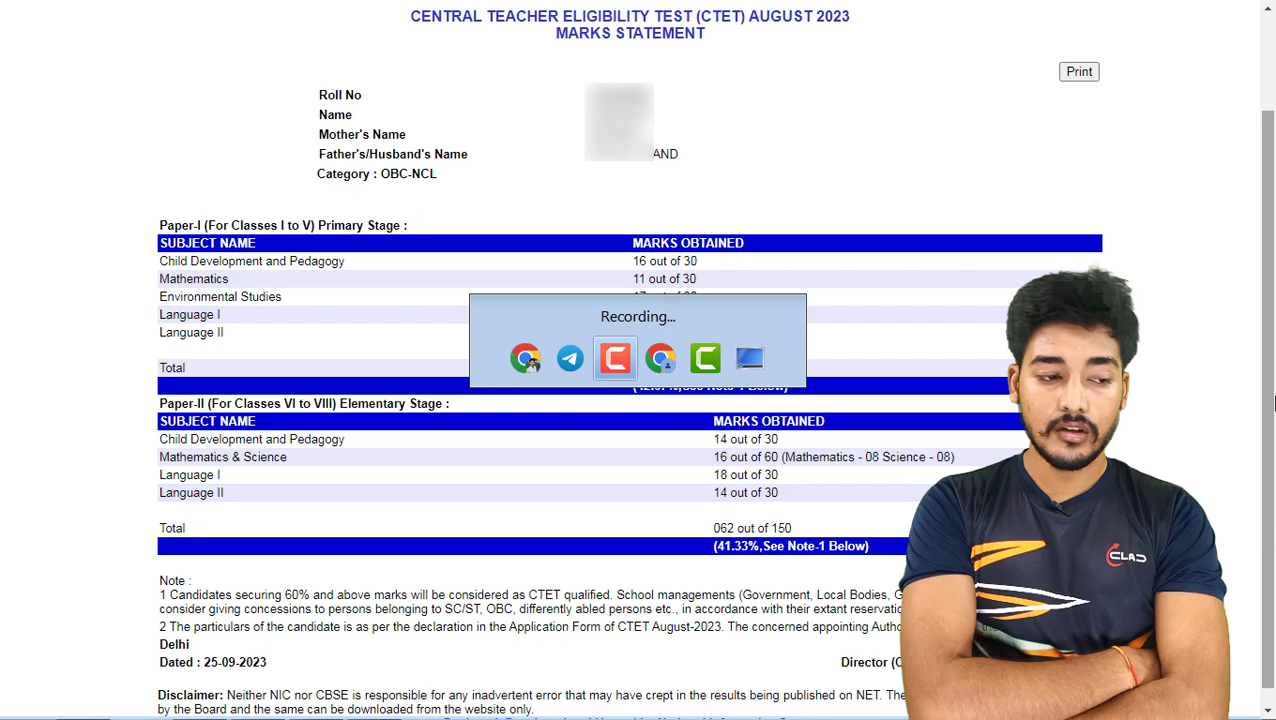 CENTRAL TEACHER ELIGIBILITY TEST (CTET) AUGUST 2023
MARKS STATEMENT
Print
Roll No
Name
Mother's Name
Father's/Husband's Name AND
Category : OBC-NCL
Paper-I (For Classes I to V) Primary Stage :
SUBJECT NAME MARKS OBTAINED
Child Development and Pedagogy 16 out of 30
Mathematics 11 out of 30
Environmental Studies
Language I
Recording...
Language II
Total
Paper-II (For Classes VI to VIII) Elementary Stage :
SUBJECT NAME MARKS OBTAINED
Child Development and Pedagogy 14 out of 30
Mathematics & Science 16 out of 60 (Mathematics - 08 Science - 08)
Language I 18 out of 30
Language II 14 out of 30
Total 062 out of 150
(41.33%,See Note-1 Below)
CLAD
Note :
1 Candidates securing 60% and above marks will be considered as CTET qualified. School managements (Government, Local Bodies, G
consider giving concessions to persons belonging to SC/ST, OBC, differently abled persons etc., in accordance with their extant reservatio
2 The particulars of the candidate is as per the declaration in the Application Form of CTET August-2023. The concerned appointing Autho
Delhi
Dated : 25-09-2023 Director (C
Disclaimer: Neither NIC nor CBSE is responsible for any inadvertent error that may have crept in the results being published on NET. The
by the Board and the same can be downloaded from the website only.